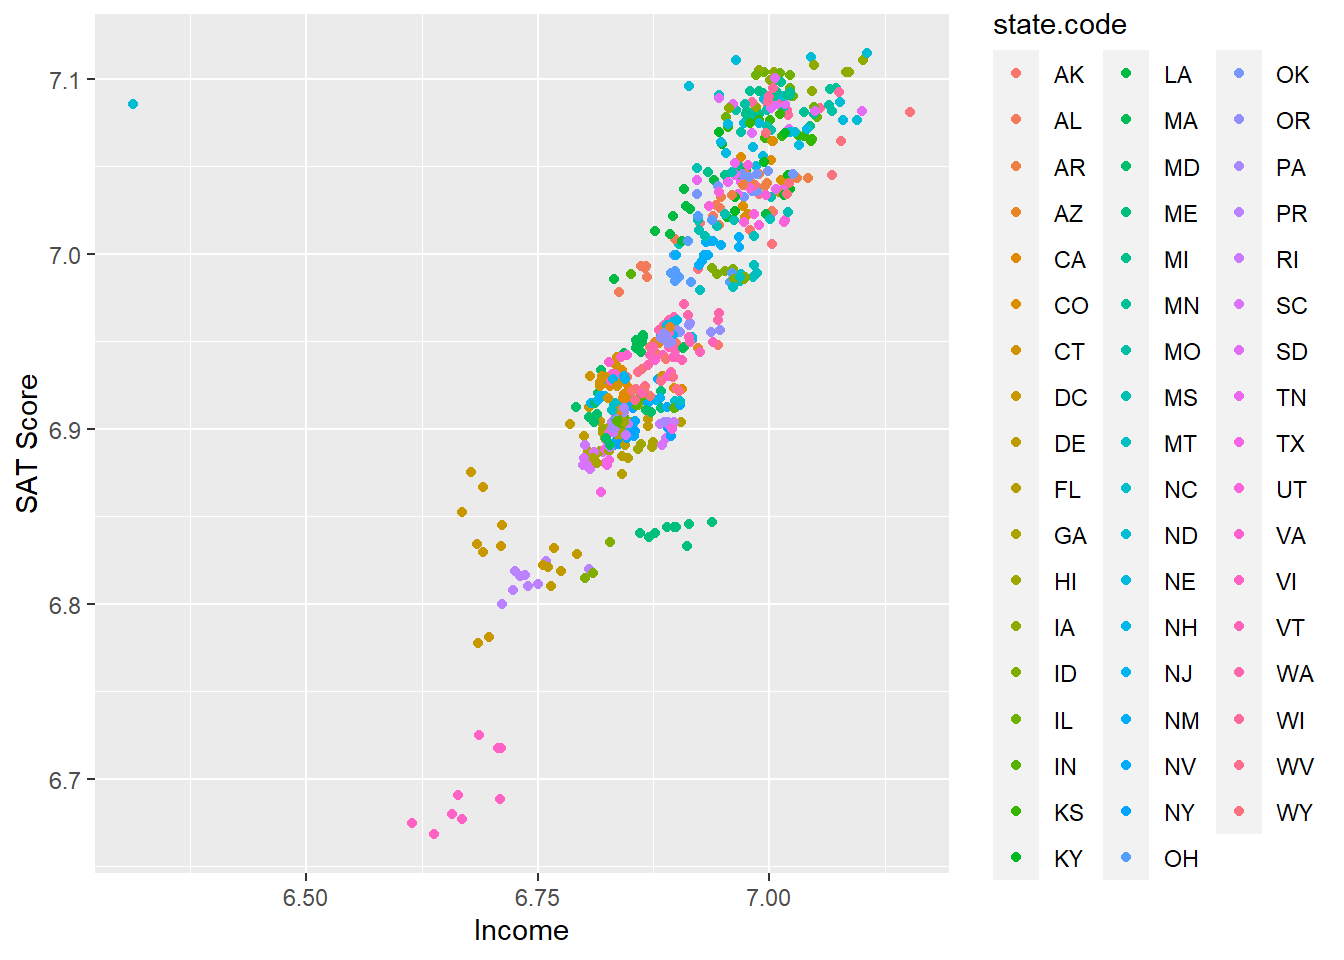 state.code
7.1
7.0
6.9
6.8
6.7
SAT Score
6.50 6.75 7.00
Income
AK LA OK
AL MA OR
AR MD PA
AZ ME PR
CA MI RI
CO MN SC
CT MO SD
DC MS TN
DE MT TX
FL NC UT
GA ND VA
HI NE VI
IA NH VT
ID NJ WA
IL NM WI
IN NV WV
KS NY WY
KY OH